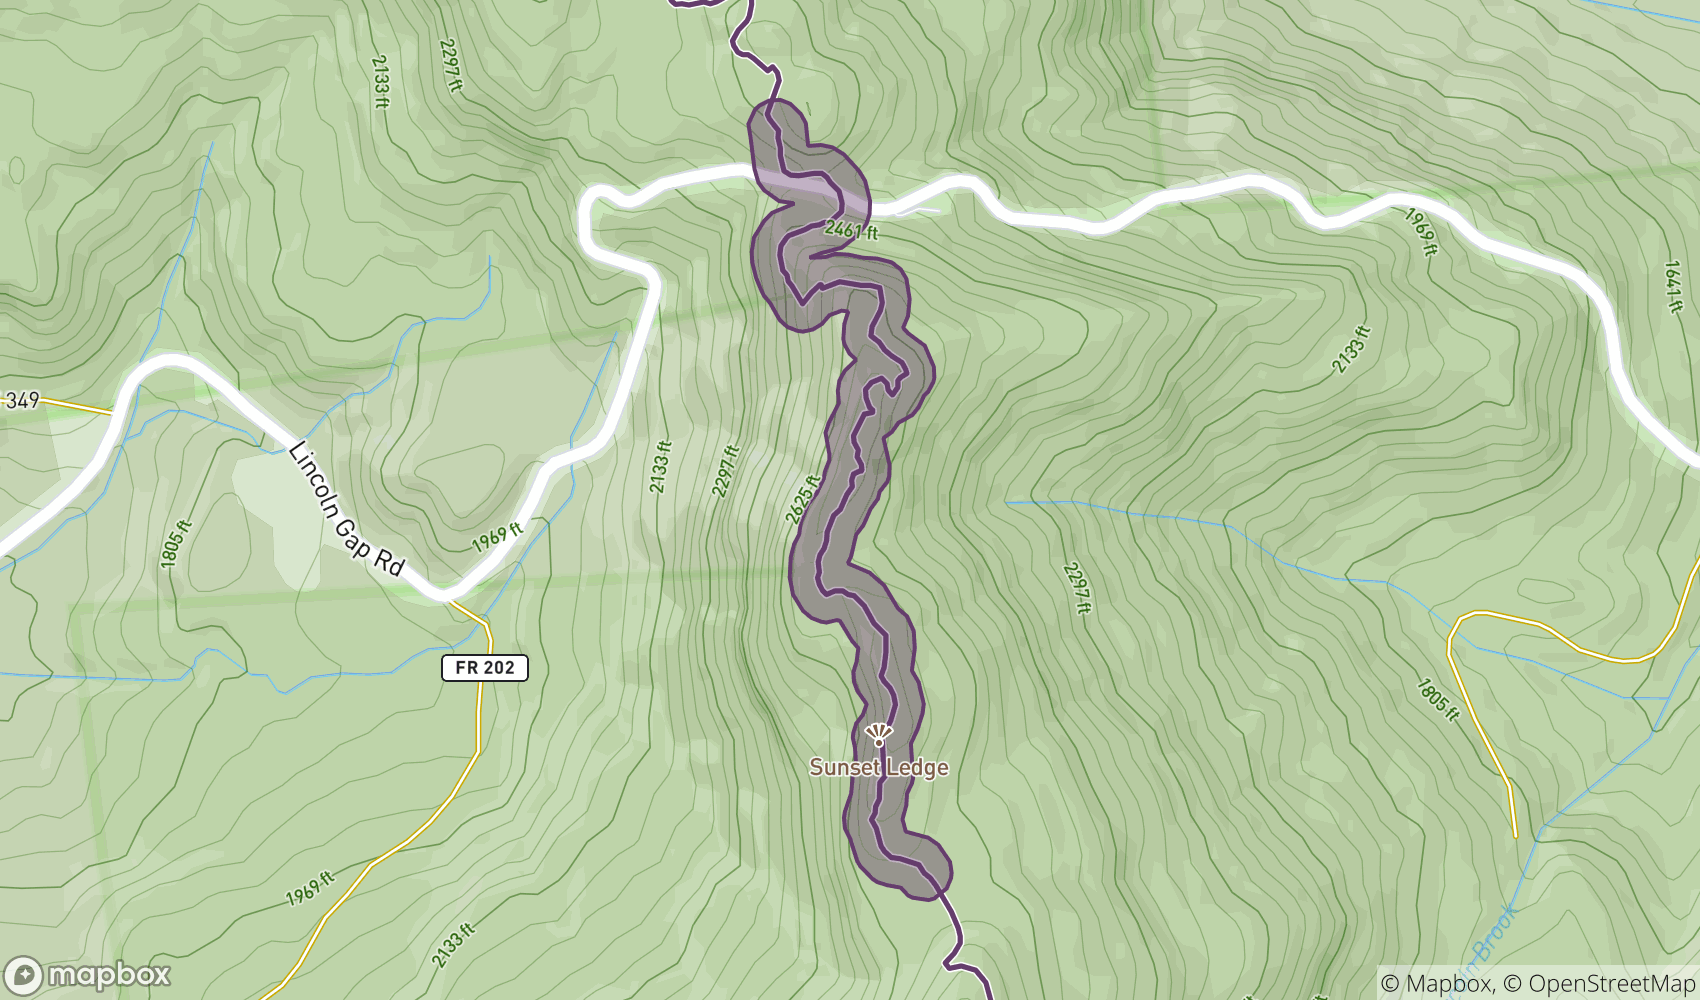 2133 ft
2297 ft
2461 ft
1969 ft
1641 ft
2133 ft
349
Lincoln Gap Rd
2133 ft
2297 ft
2625 ft
1805 ft
1969 ft
2297 ft
FR 202
1805 ft
Sunset Ledge
1969 ft
2133 ft
Brook
mapbox
© Mapbox, © OpenStreetMap